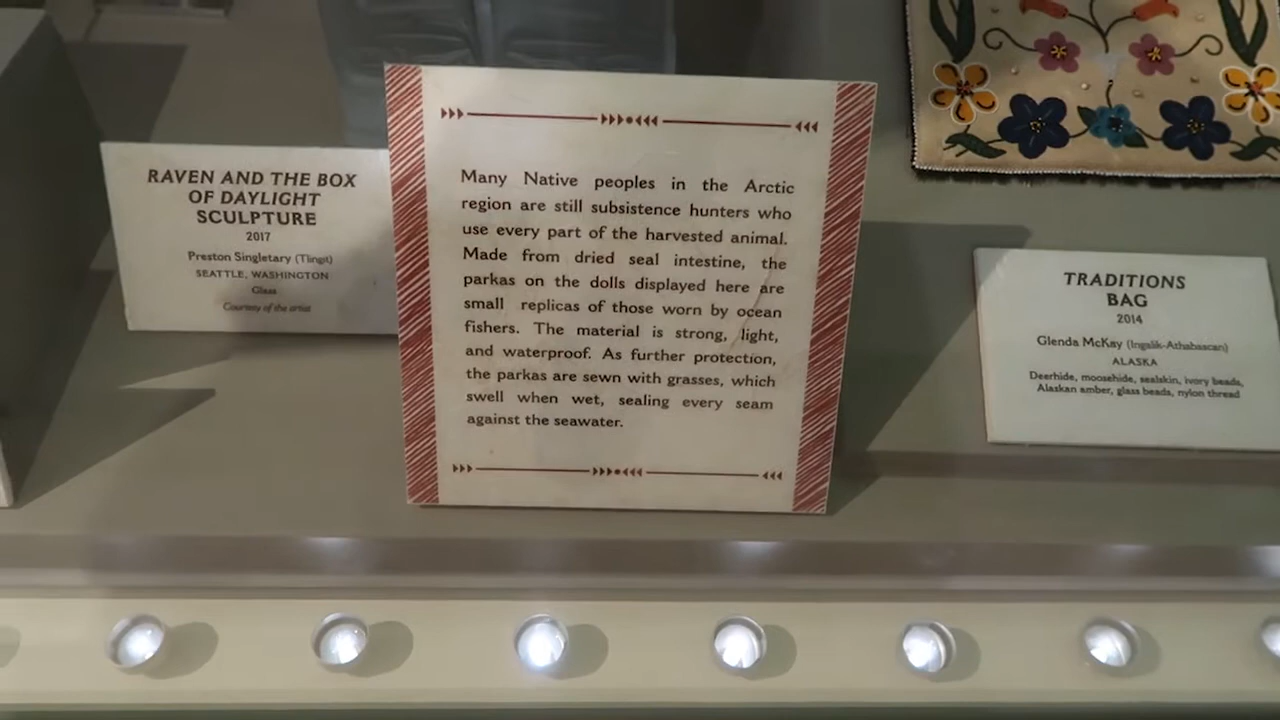 RAVEN AND THE BOX
OF DAYLIGHT
SCULPTURE
2017
Preston Singletary (Tlingit)
SEATTLE, WASHINGTON
Glass
Courtesy of the artist
Many Native peoples in the Arctic
region are still subsistence hunters who
use every part of the harvested animal.
Made from dried seal intestine, the
parkas on the dolls displayed here are
small replicas of those worn by ocean
fishers. The material is strong, light,
and waterproof. As further protection,
the parkas are sewn with grasses, which
swell when wet, sealing every seam
against the seawater.
TRADITIONS
BAG
2014
Glenda McKay (Ingalik-Athabascan)
ALASKA
Deerhide, moosehide, sealskin, ivory beads,
Alaskan amber, glass beads, nylon thread